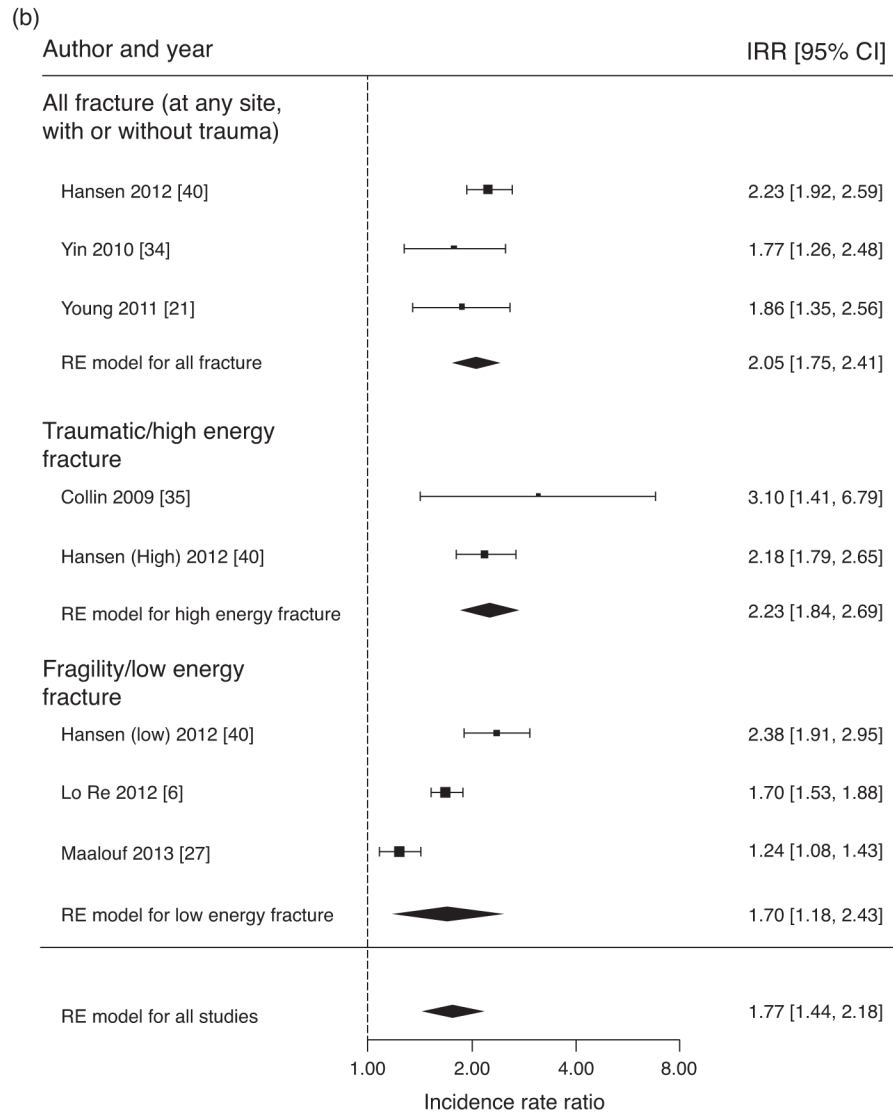 (b)
Author and year IRR [95% CI]
All fracture (at any site,
with or without trauma)
Hansen 2012 [40] 2.23 [1.92, 2.59]
Yin 2010 [34] 1.77 [1.26, 2.48]
Young 2011 [21] 1.86 [1.35, 2.56]
RE model for all fracture 2.05 [1.75, 2.41]
Traumatic/high energy
fracture
Collin 2009 [35] 3.10 [1.41, 6.79]
Hansen (High) 2012 [40] 2.18 [1.79, 2.65]
RE model for high energy fracture 2.23 [1.84, 2.69]
Fragility/low energy
fracture
Hansen (low) 2012 [40] 2.38 [1.91, 2.95]
Lo Re 2012 [6] 1.70 [1.53, 1.88]
Maalouf 2013 [27] 1.24 [1.08, 1.43]
RE model for low energy fracture 1.70 [1.18, 2.43]
RE model for all studies 1.77 [1.44, 2.18]
1.00 2.00 4.00 8.00
Incidence rate ratio